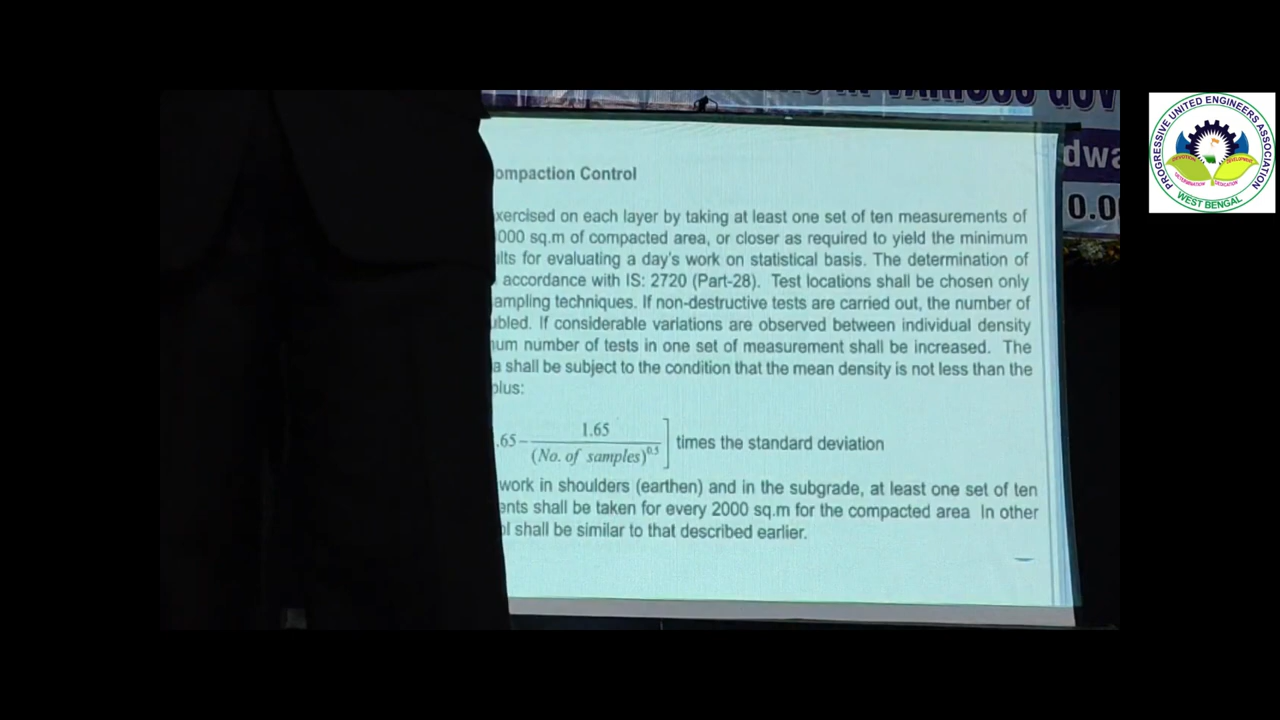 ompaction Control
xercised on each layer by taking at least one set of ten measurements of
000 sq.m of compacted area, or closer as required to yield the minimum
lts for evaluating a day's work on statistical basis. The determination of
accordance with IS: 2720 (Part-28). Test locations shall be chosen only
ampling techniques. If non-destructive tests are carried out, the number of
bled. If considerable variations are observed between individual density
um number of tests in one set of measurement shall be increased. The
a shall be subject to the condition that the mean density is not less than the
plus:
.65 - 1.65 / (No. of samples)^0.5 ] times the standard deviation
work in shoulders (earthen) and in the subgrade, at least one set of ten
ents shall be taken for every 2000 sq.m for the compacted area In other
l shall be similar to that described earlier.
dwa
0.0
PROGRESSIVE UNITED ENGINEERS ASSOCIATION
DEVOTION DEVELOPMENT
DETERMINATION DEDICATION
WEST BENGAL